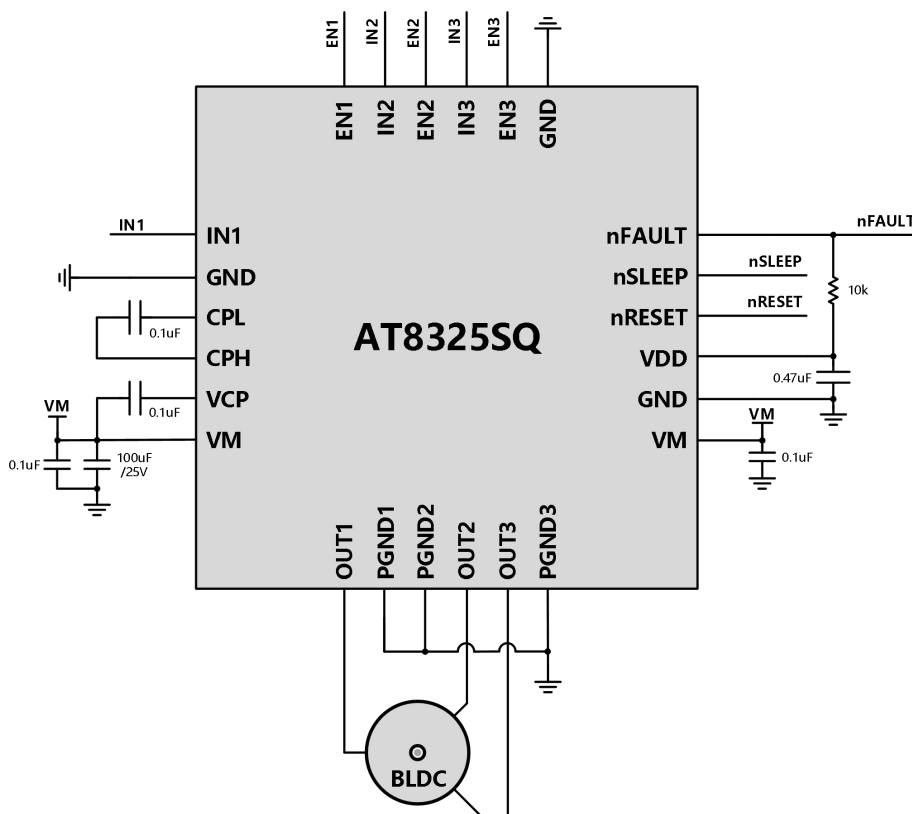 EN1
IN2
EN2
IN3
EN3
EN1
IN2
EN2
IN3
EN3
GND
IN1
IN1
nFAULT
nFAULT
GND
nSLEEP
nSLEEP
10k
CPL
0.1uF
nRESET
nRESET
AT8325SQ
CPH
VDD
0.47uF
VCP
0.1uF
GND
VM
VM
VM
VM
0.1uF
100uF
/25V
0.1uF
OUT1
PGND1
PGND2
OUT2
OUT3
PGND3
BLDC